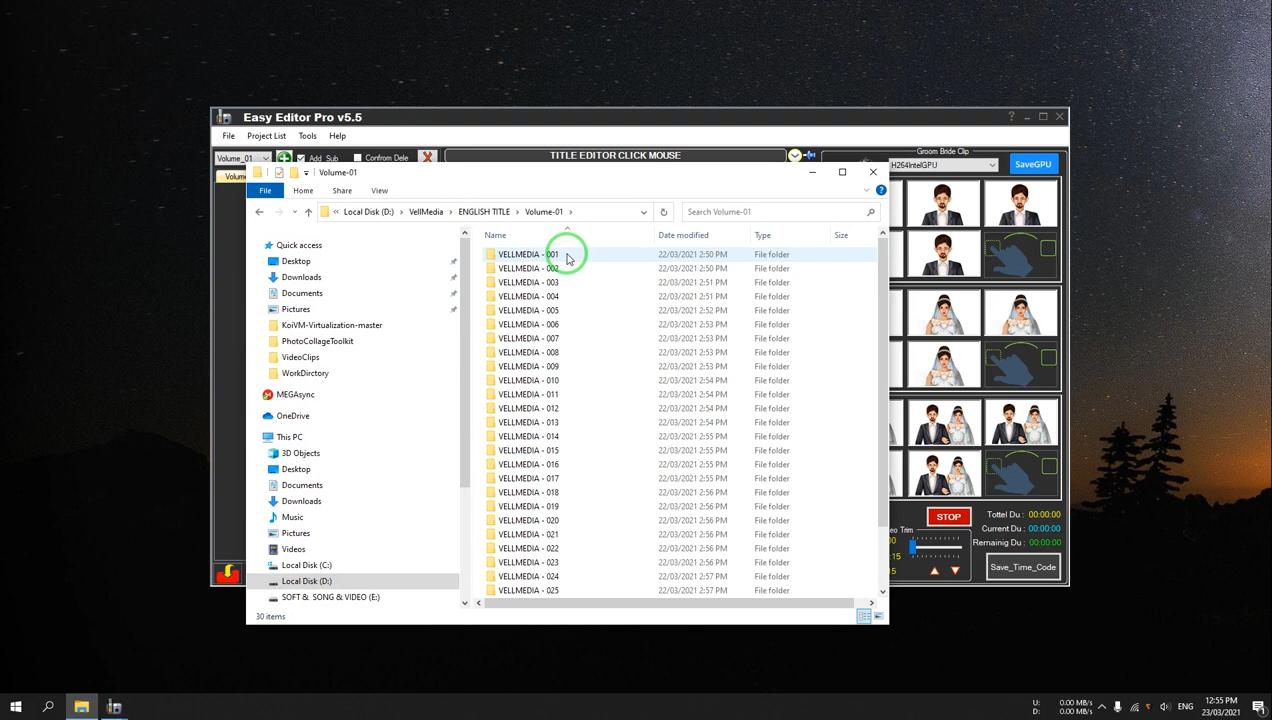 Easy Editor Pro v5.5
File Project List Tools Help
Volume_01 Add_Sub Confrom Dele TITLE EDITOR CLICK MOUSE Groom Bride Clip
H264IntelGPU SaveGPU
Volume-01
File Home Share View
« Local Disk (D:) VellMedia ENGLISH TITLE Volume-01 Search Volume-01
Name Date modified Type Size
Quick access
Desktop
Downloads
Documents
Pictures
KoiVM-Virtualization-master
PhotoCollageToolkit
VideoClips
WorkDirctory
MEGAsync
OneDrive
This PC
3D Objects
Desktop
Documents
Downloads
Music
Pictures
Videos
Local Disk (C:)
Local Disk (D:)
SOFT & SONG & VIDEO (E:)
VELLMEDIA - 001 22/03/2021 2:50 PM File folder
VELLMEDIA - 002 22/03/2021 2:50 PM File folder
VELLMEDIA - 003 22/03/2021 2:51 PM File folder
VELLMEDIA - 004 22/03/2021 2:51 PM File folder
VELLMEDIA - 005 22/03/2021 2:52 PM File folder
VELLMEDIA - 006 22/03/2021 2:53 PM File folder
VELLMEDIA - 007 22/03/2021 2:53 PM File folder
VELLMEDIA - 008 22/03/2021 2:53 PM File folder
VELLMEDIA - 009 22/03/2021 2:53 PM File folder
VELLMEDIA - 010 22/03/2021 2:54 PM File folder
VELLMEDIA - 011 22/03/2021 2:54 PM File folder
VELLMEDIA - 012 22/03/2021 2:54 PM File folder
VELLMEDIA - 013 22/03/2021 2:54 PM File folder
VELLMEDIA - 014 22/03/2021 2:55 PM File folder
VELLMEDIA - 015 22/03/2021 2:55 PM File folder
VELLMEDIA - 016 22/03/2021 2:55 PM File folder
VELLMEDIA - 017 22/03/2021 2:55 PM File folder
VELLMEDIA - 018 22/03/2021 2:56 PM File folder
VELLMEDIA - 019 22/03/2021 2:56 PM File folder
VELLMEDIA - 020 22/03/2021 2:56 PM File folder
VELLMEDIA - 021 22/03/2021 2:56 PM File folder
VELLMEDIA - 022 22/03/2021 2:56 PM File folder
VELLMEDIA - 023 22/03/2021 2:56 PM File folder
VELLMEDIA - 024 22/03/2021 2:57 PM File folder
VELLMEDIA - 025 22/03/2021 2:57 PM File folder
30 items
STOP
Tottel Du : 00:00:00
Current Du : 00:00:00
Remainig Du : 00:00:00
Save_Time_Code
U: 0.00 MB/s
D: 0.00 MB/s
ENG
12:55 PM
23/03/2021